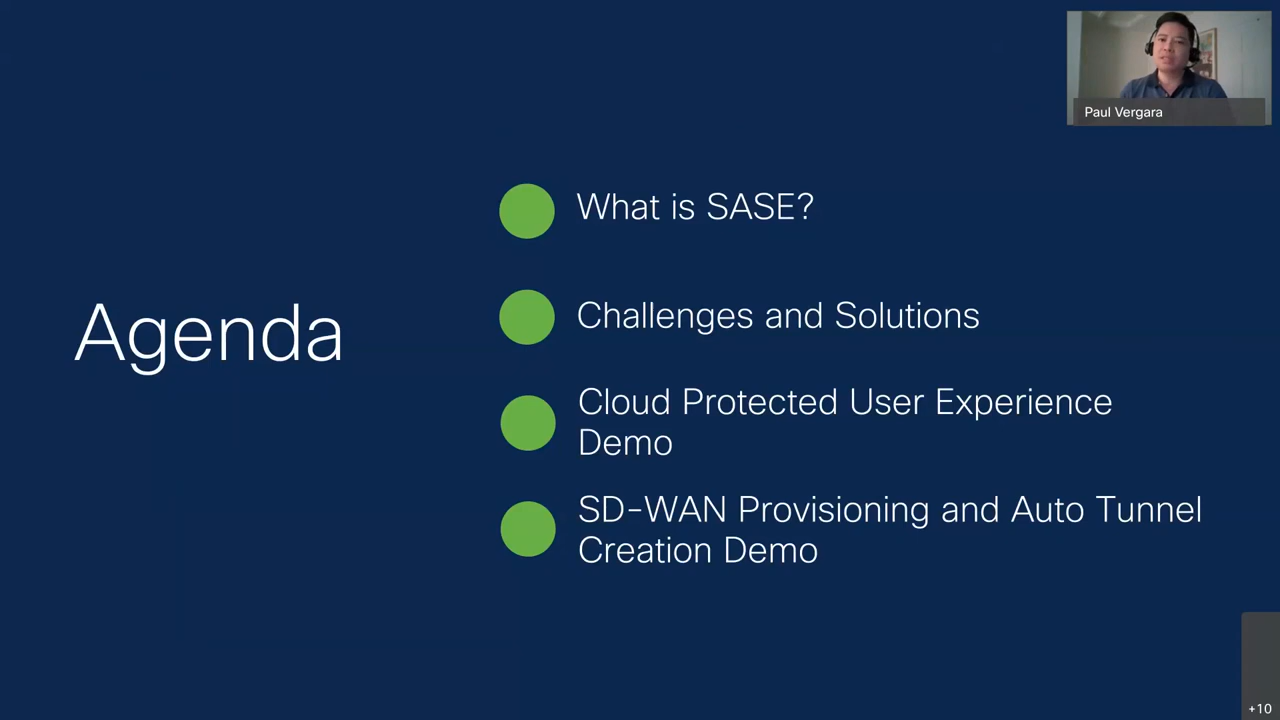 Paul Vergara
What is SASE?
Challenges and Solutions
Agenda
Cloud Protected User Experience
Demo
SD-WAN Provisioning and Auto Tunnel
Creation Demo
+10